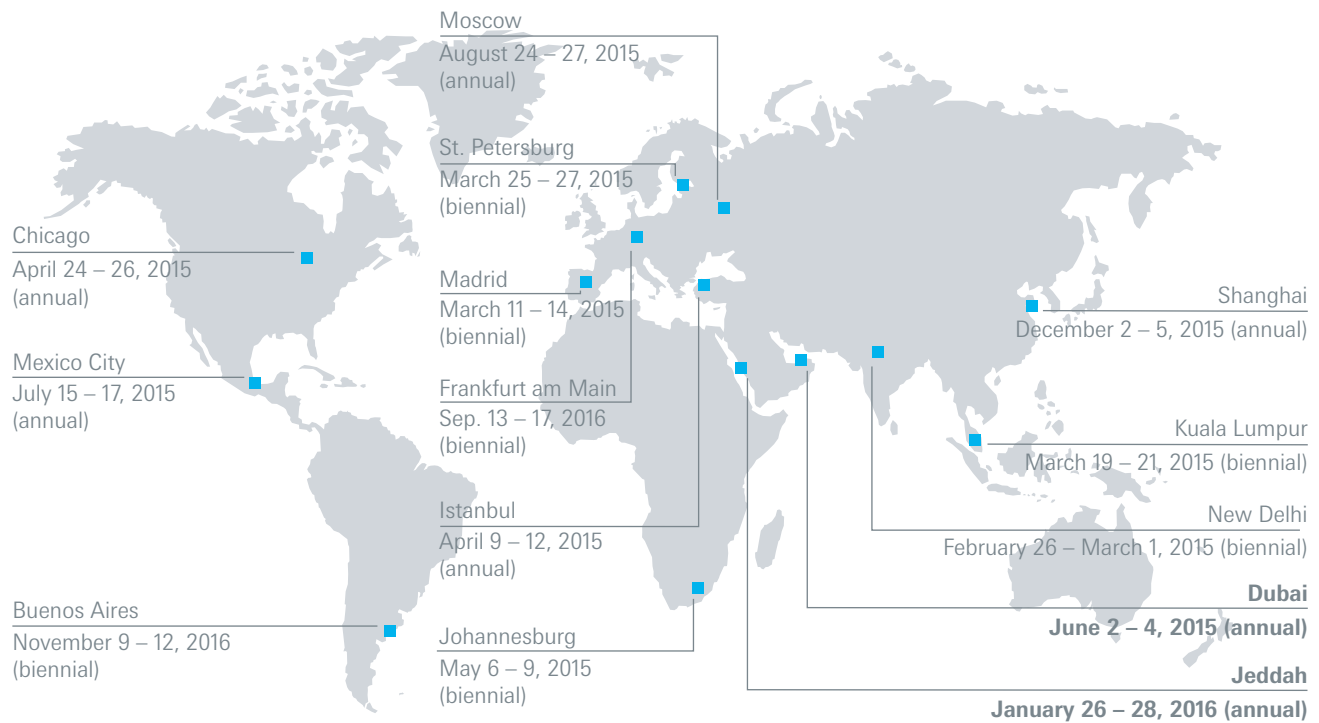 Moscow
August 24 – 27, 2015
(annual)
St. Petersburg
March 25 – 27, 2015
(biennial)
Chicago
April 24 – 26, 2015
(annual)
Madrid
March 11 – 14, 2015
(biennial)
Shanghai
December 2 – 5, 2015 (annual)
Mexico City
July 15 – 17, 2015
(annual)
Frankfurt am Main
Sep. 13 – 17, 2016
(biennial)
Kuala Lumpur
March 19 – 21, 2015 (biennial)
Istanbul
April 9 – 12, 2015
(annual)
New Delhi
February 26 – March 1, 2015 (biennial)
Dubai
June 2 – 4, 2015 (annual)
Buenos Aires
November 9 – 12, 2016
(biennial)
Johannesburg
May 6 – 9, 2015
(biennial)
Jeddah
January 26 – 28, 2016 (annual)